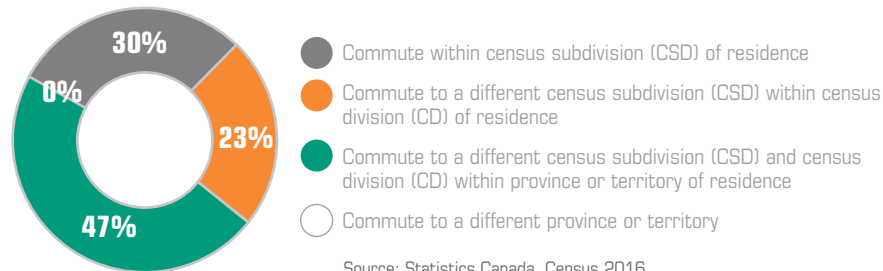 30%
0%
23%
47%
Commute within census subdivision (CSD) of residence
Commute to a different census subdivision (CSD) within census
division (CD) of residence
Commute to a different census subdivision (CSD) and census
division (CD) within province or territory of residence
Commute to a different province or territory
Source: Statistics Canada, Census 2016